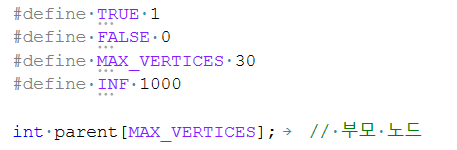 #define TRUE 1
#define FALSE 0
#define MAX_VERTICES 30
#define INF 1000
int parent[MAX_VERTICES]; // 부모 노드